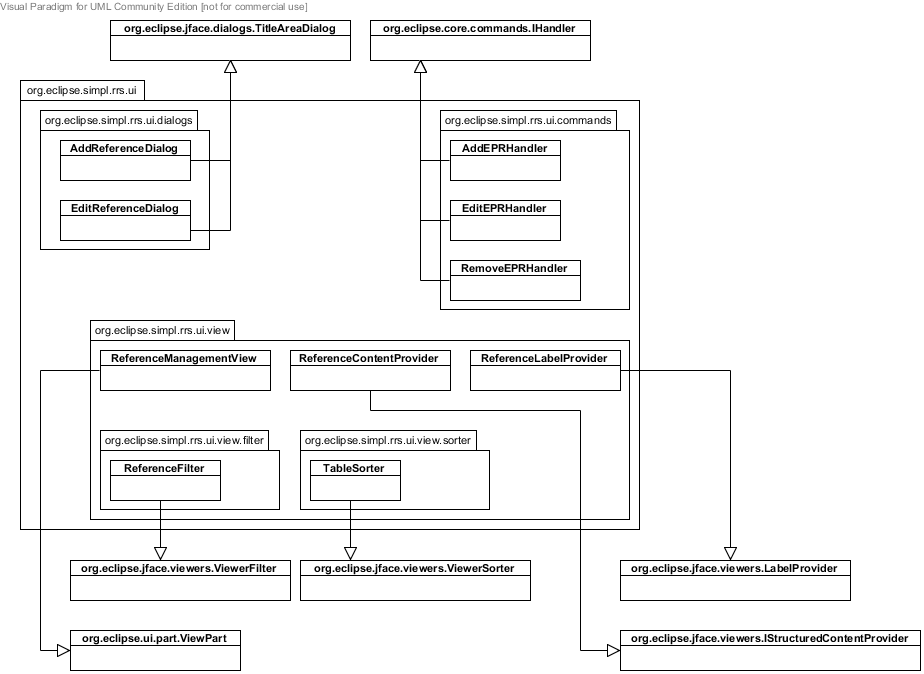 Visual Paradigm for UML Community Edition [not for commercial use]
org.eclipse.jface.dialogs.TitleAreaDialog
org.eclipse.core.commands.IHandler
org.eclipse.simpl.rrs.ui
org.eclipse.simpl.rrs.ui.dialogs
org.eclipse.simpl.rrs.ui.commands
AddReferenceDialog
AddEPRHandler
EditReferenceDialog
EditEPRHandler
RemoveEPRHandler
org.eclipse.simpl.rrs.ui.view
ReferenceManagementView
ReferenceContentProvider
ReferenceLabelProvider
org.eclipse.simpl.rrs.ui.view.filter
org.eclipse.simpl.rrs.ui.view.sorter
ReferenceFilter
TableSorter
org.eclipse.jface.viewers.ViewerFilter
org.eclipse.jface.viewers.ViewerSorter
org.eclipse.jface.viewers.LabelProvider
org.eclipse.ui.part.ViewPart
org.eclipse.jface.viewers.IStructuredContentProvider